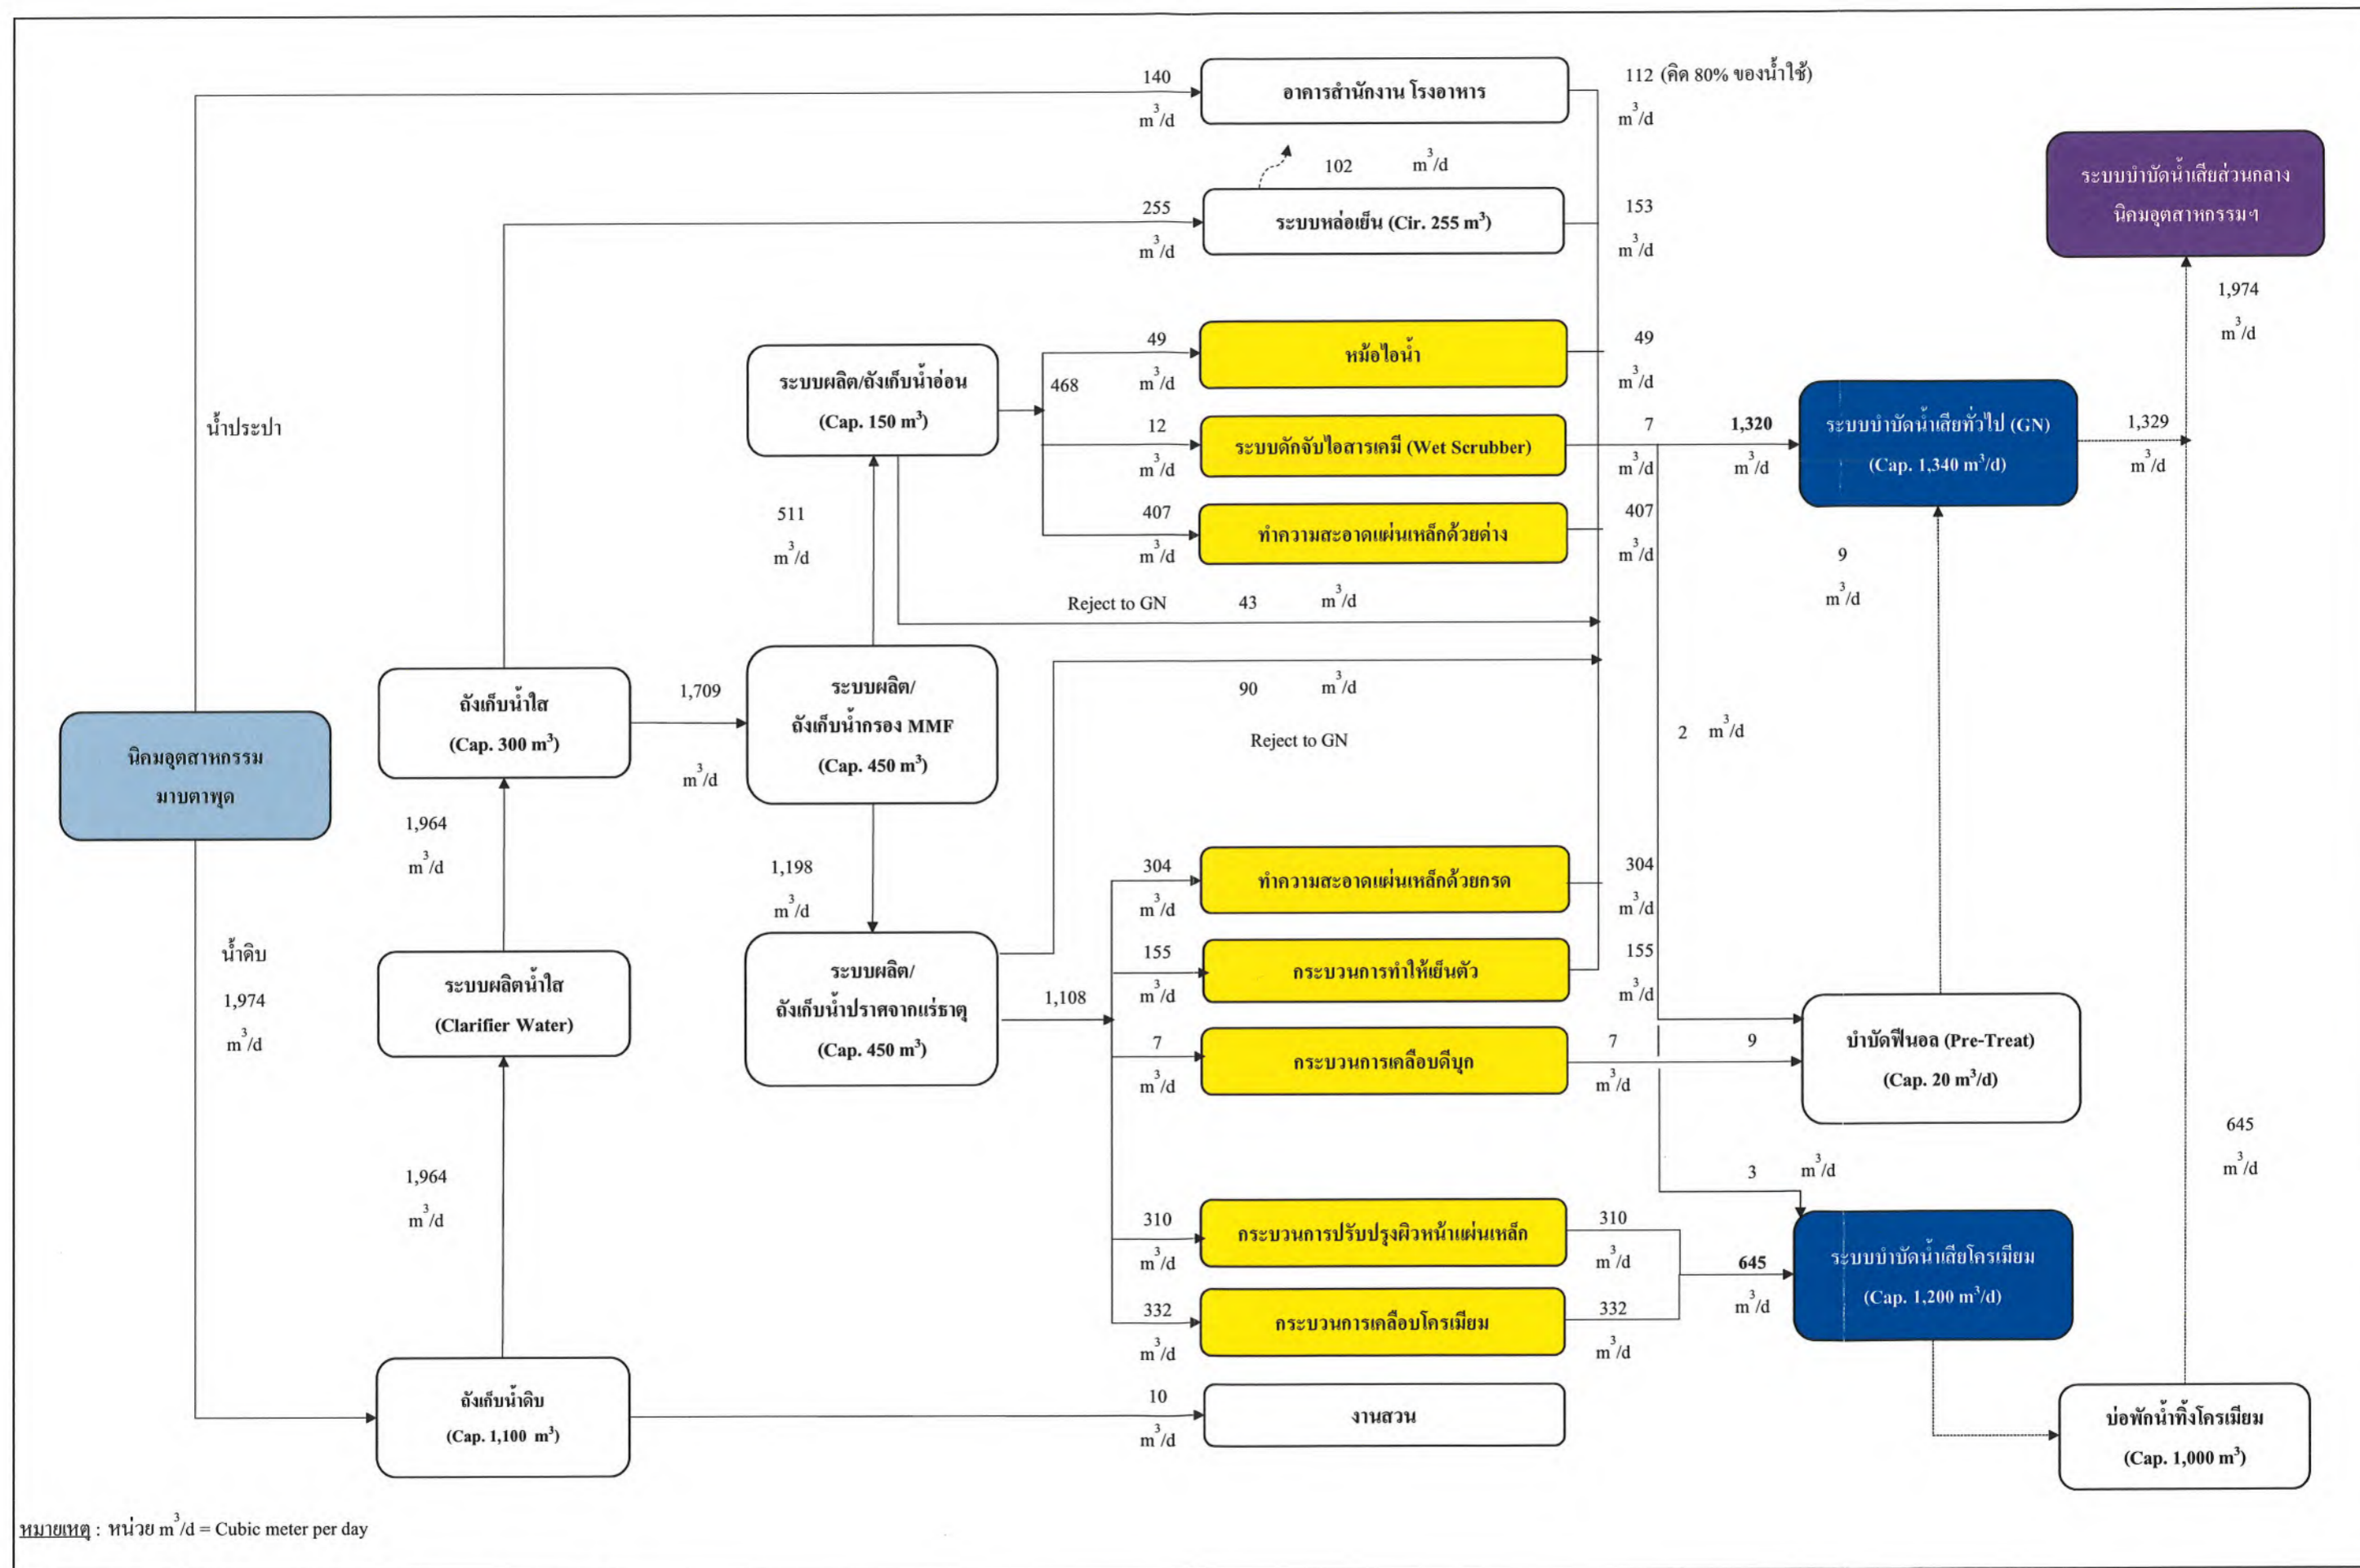 140
m³/d
อาคารสำนักงาน โรงอาหาร
112 (คิด 80% ของน้ำใช้)
m³/d
102 m³/d
255
m³/d
ระบบหล่อเย็น (Cir. 255 m³)
153
m³/d
ระบบบำบัดน้ำเสียส่วนกลาง
นิคมอุตสาหกรรมฯ
1,974
m³/d
น้ำประปา
ระบบผลิต/ถังเก็บน้ำอ่อน
(Cap. 150 m³)
468
49
m³/d
หม้อไอน้ำ
49
m³/d
12
m³/d
ระบบดักจับไอสารเคมี (Wet Scrubber)
7
m³/d
1,320
m³/d
ระบบบำบัดน้ำเสียทั่วไป (GN)
(Cap. 1,340 m³/d)
1,329
m³/d
407
m³/d
ทำความสะอาดแผ่นเหล็กด้วยด่าง
407
m³/d
511
m³/d
9
m³/d
Reject to GN 43 m³/d
นิคมอุตสาหกรรม
มาบตาพุด
ถังเก็บน้ำใส
(Cap. 300 m³)
1,709
m³/d
ระบบผลิต/
ถังเก็บน้ำกรอง MMF
(Cap. 450 m³)
90 m³/d
Reject to GN
2 m³/d
1,964
m³/d
1,198
m³/d
304
m³/d
ทำความสะอาดแผ่นเหล็กด้วยกรด
304
m³/d
น้ำดิบ
1,974
m³/d
ระบบผลิตน้ำใส
(Clarifier Water)
ระบบผลิต/
ถังเก็บน้ำปราศจากแร่ธาตุ
(Cap. 450 m³)
1,108
155
m³/d
กระบวนการทำให้เย็นตัว
155
m³/d
7
m³/d
กระบวนการเคลือบดีบุก
7
m³/d
9
บำบัดฟีนอล (Pre-Treat)
(Cap. 20 m³/d)
1,964
m³/d
3 m³/d
645
m³/d
310
m³/d
กระบวนการปรับปรุงผิวหน้าแผ่นเหล็ก
310
m³/d
645
m³/d
ระบบบำบัดน้ำเสียโครเมียม
(Cap. 1,200 m³/d)
332
m³/d
กระบวนการเคลือบโครเมียม
332
m³/d
ถังเก็บน้ำดิบ
(Cap. 1,100 m³)
10
m³/d
งานสวน
บ่อพักน้ำทิ้งโครเมียม
(Cap. 1,000 m³)
หมายเหตุ : หน่วย m³/d = Cubic meter per day